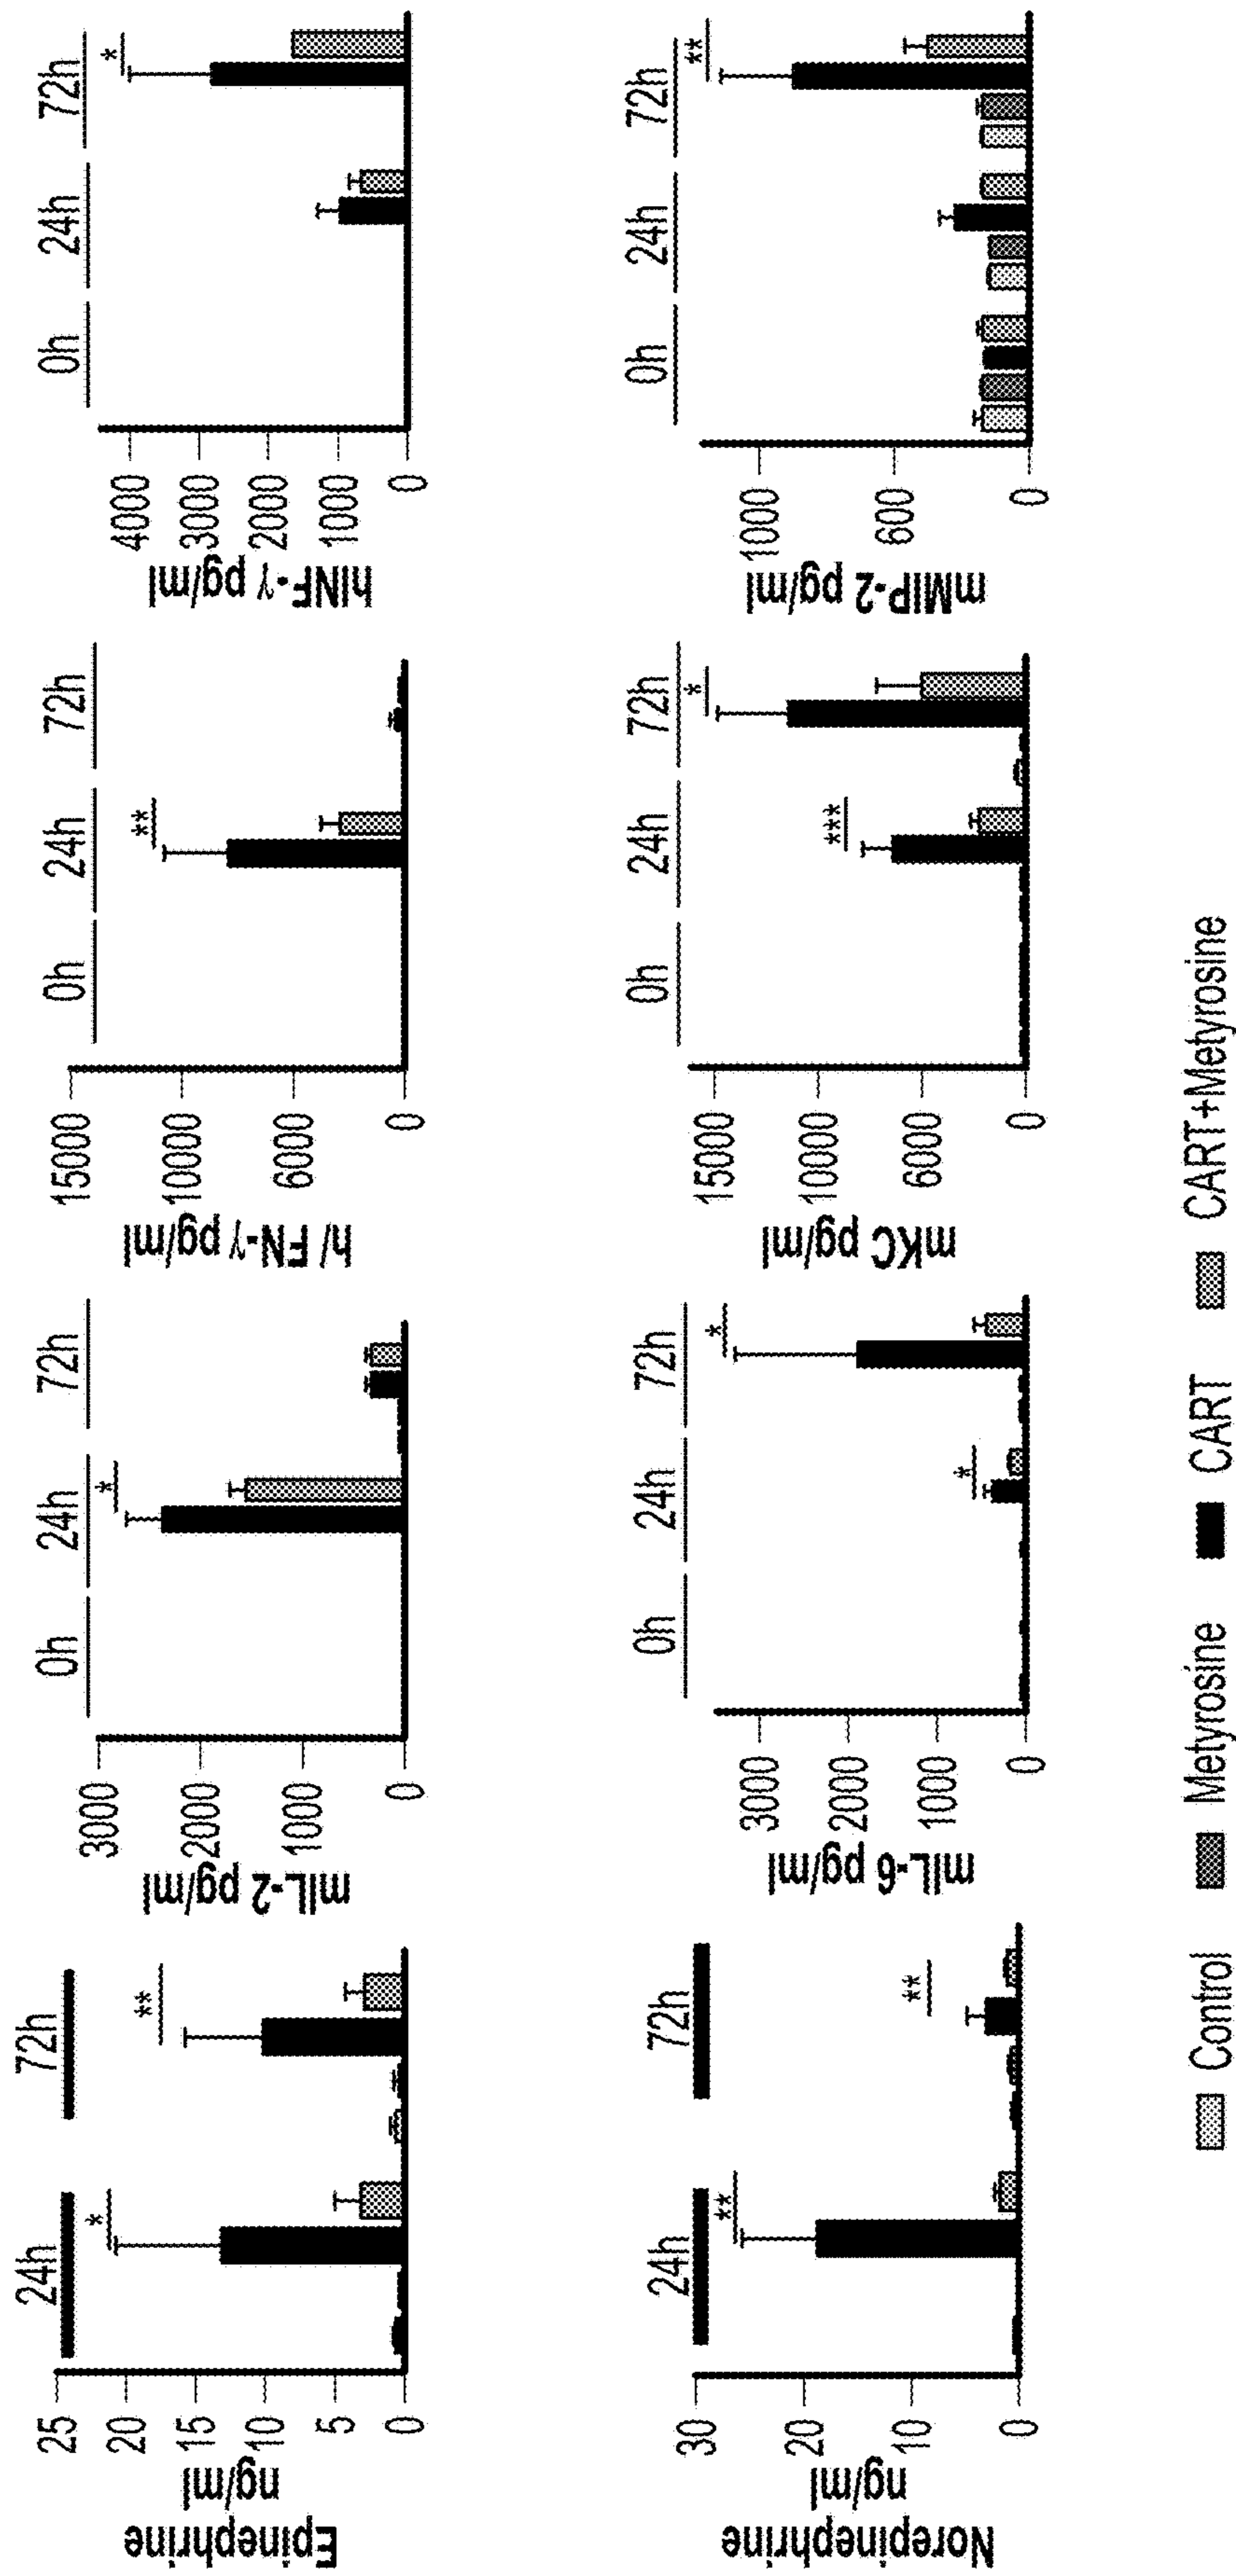 24h 72h
Epinephrine
ng/ml
25
20
15
10
5
0
*
**
0h 24h 72h
mIL-2 pg/ml
3000
2000
1000
0
*
0h 24h 72h
h/ FN-γ pg/ml
15000
10000
6000
0
**
0h 24h 72h
hINF-γ pg/ml
4000
3000
2000
1000
0
*
24h 72h
Norepinephrine
ng/ml
30
20
10
0
**
**
0h 24h 72h
mIL-6 pg/ml
3000
2000
1000
0
*
*
0h 24h 72h
mKC pg/ml
15000
10000
6000
0
***
*
0h 24h 72h
mMIP-2 pg/ml
1000
600
0
**
Control Metyrosine CART CART+Metyrosine